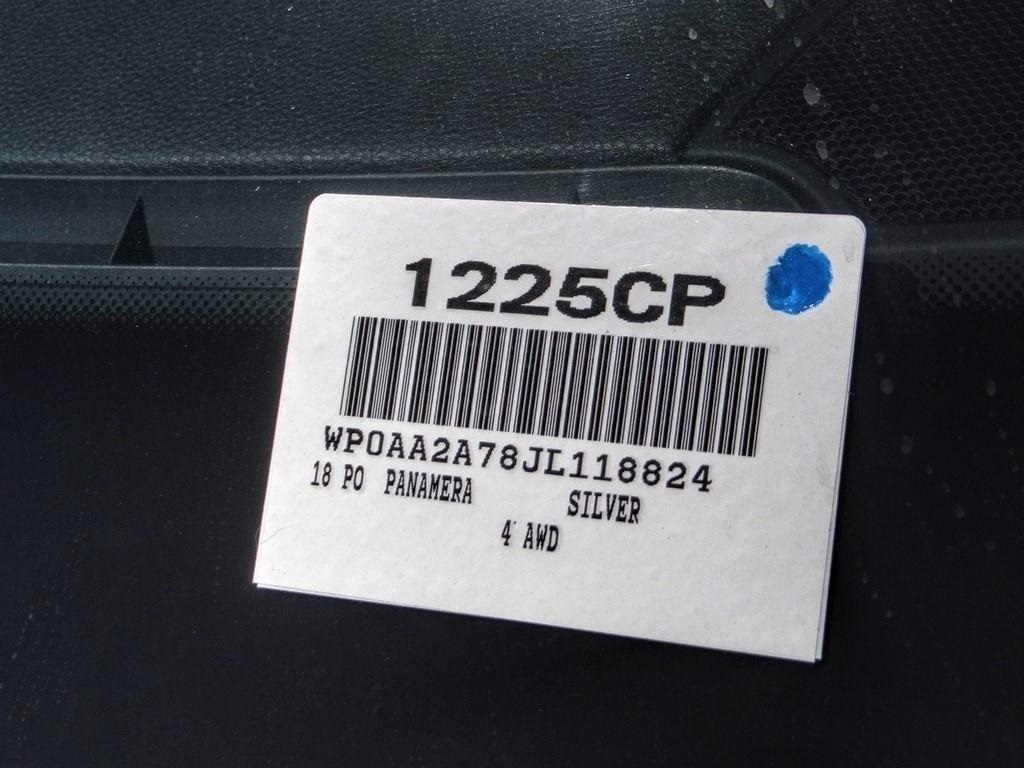 1225CP
WP0AA2A78JL118824
18 PO PANAMERA SILVER
4 AWD